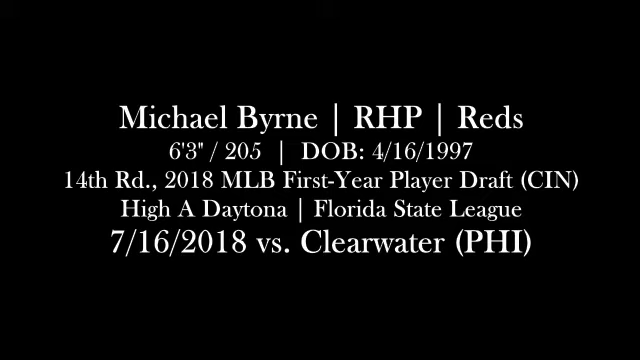 Michael Byrne | RHP | Reds
6'3" / 205 | DOB: 4/16/1997
14th Rd., 2018 MLB First-Year Player Draft (CIN)
High A Daytona | Florida State League
7/16/2018 vs. Clearwater (PHI)